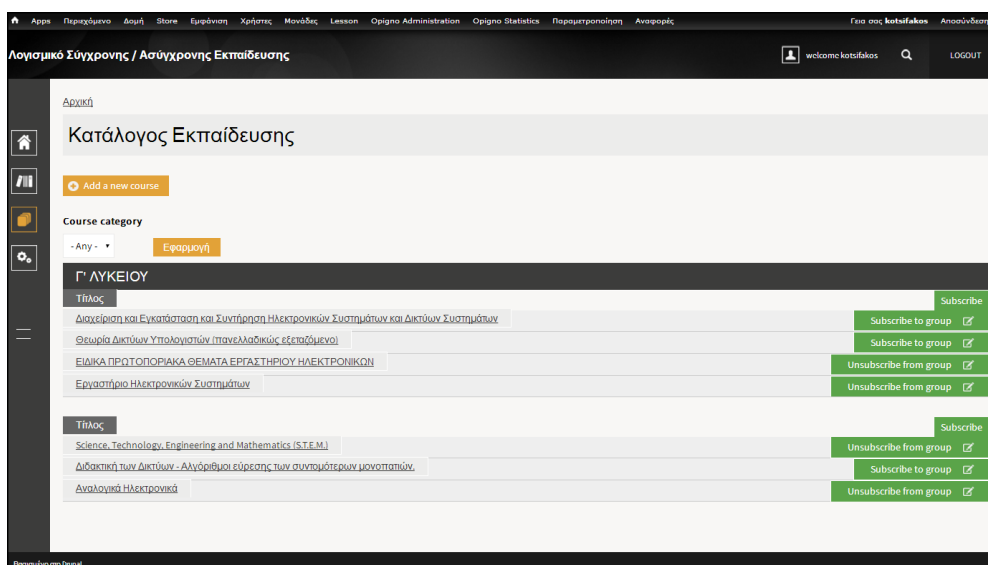 Apps Περιεχόμενο Δομή Store Εμφάνιση Χρήστες Μονάδες Lesson Opigno Administration Opigno Statistics Παραμετροποίηση Αναφορές Γεια σας kotsifakos Αποσύνδεση
Λογισμικό Σύγχρονης / Ασύγχρονης Εκπαίδευσης welcome kotsifakos LOGOUT
Αρχική
Κατάλογος Εκπαίδευσης
Add a new course
Course category
- Any - Εφαρμογή
Γ' ΛΥΚΕΙΟΥ
Τίτλος Subscribe
Διαχείριση και Εγκατάσταση και Συντήρηση Ηλεκτρονικών Συστημάτων και Δικτύων Συστημάτων Subscribe to group
Θεωρία Δικτύων Υπολογιστών (πανελλαδικώς εξεταζόμενο) Subscribe to group
ΕΙΔΙΚΑ ΠΡΩΤΟΠΟΡΙΑΚΑ ΘΕΜΑΤΑ ΕΡΓΑΣΤΗΡΙΟΥ ΗΛΕΚΤΡΟΝΙΚΩΝ Unsubscribe from group
Εργαστήριο Ηλεκτρονικών Συστημάτων Unsubscribe from group
Τίτλος Subscribe
Science, Technology, Engineering and Mathematics (S.T.E.M.) Unsubscribe from group
Διδακτική των Δικτύων - Αλγόριθμοι εύρεσης των συντομότερων μονοπατιών. Subscribe to group
Αναλογικά Ηλεκτρονικά Unsubscribe from group